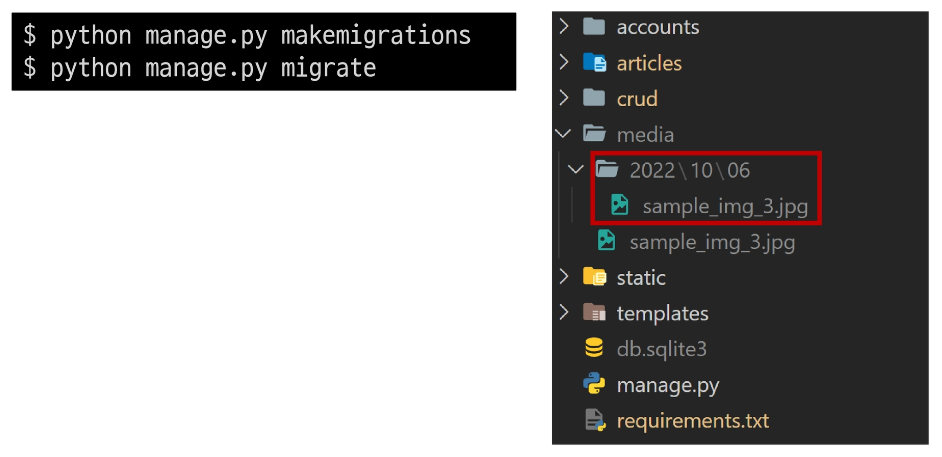 $ python manage.py makemigrations
$ python manage.py migrate
accounts
articles
crud
media
2022\10\06
sample_img_3.jpg
sample_img_3.jpg
static
templates
db.sqlite3
manage.py
requirements.txt